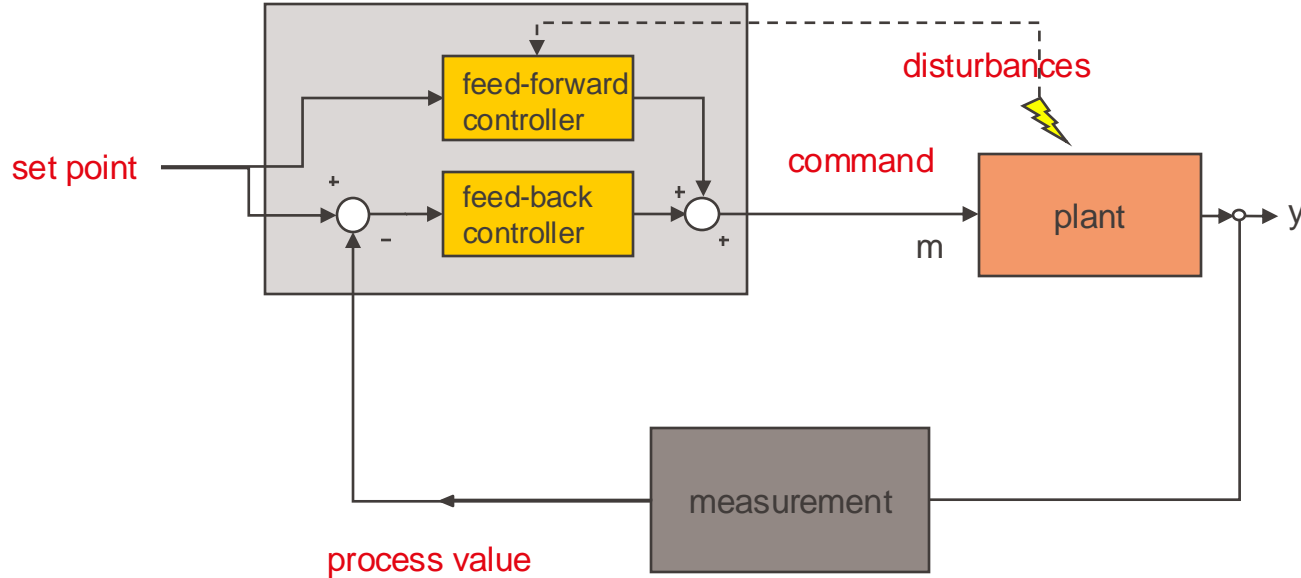 disturbances
feed-forward
controller
set point
command
+
feed-back
controller
+
plant
y
−
+
m
measurement
process value